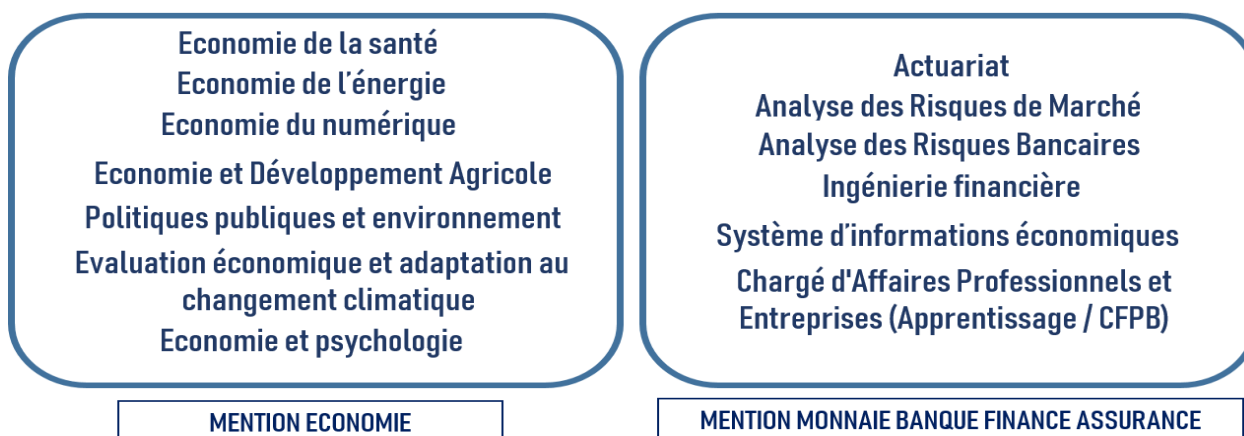 Economie de la santé
Economie de l’énergie
Economie du numérique
Economie et Développement Agricole
Politiques publiques et environnement
Evaluation économique et adaptation au
changement climatique
Economie et psychologie
MENTION ECONOMIE
Actuariat
Analyse des Risques de Marché
Analyse des Risques Bancaires
Ingénierie financière
Système d’informations économiques
Chargé d'Affaires Professionnels et
Entreprises (Apprentissage / CFPB)
MENTION MONNAIE BANQUE FINANCE ASSURANCE